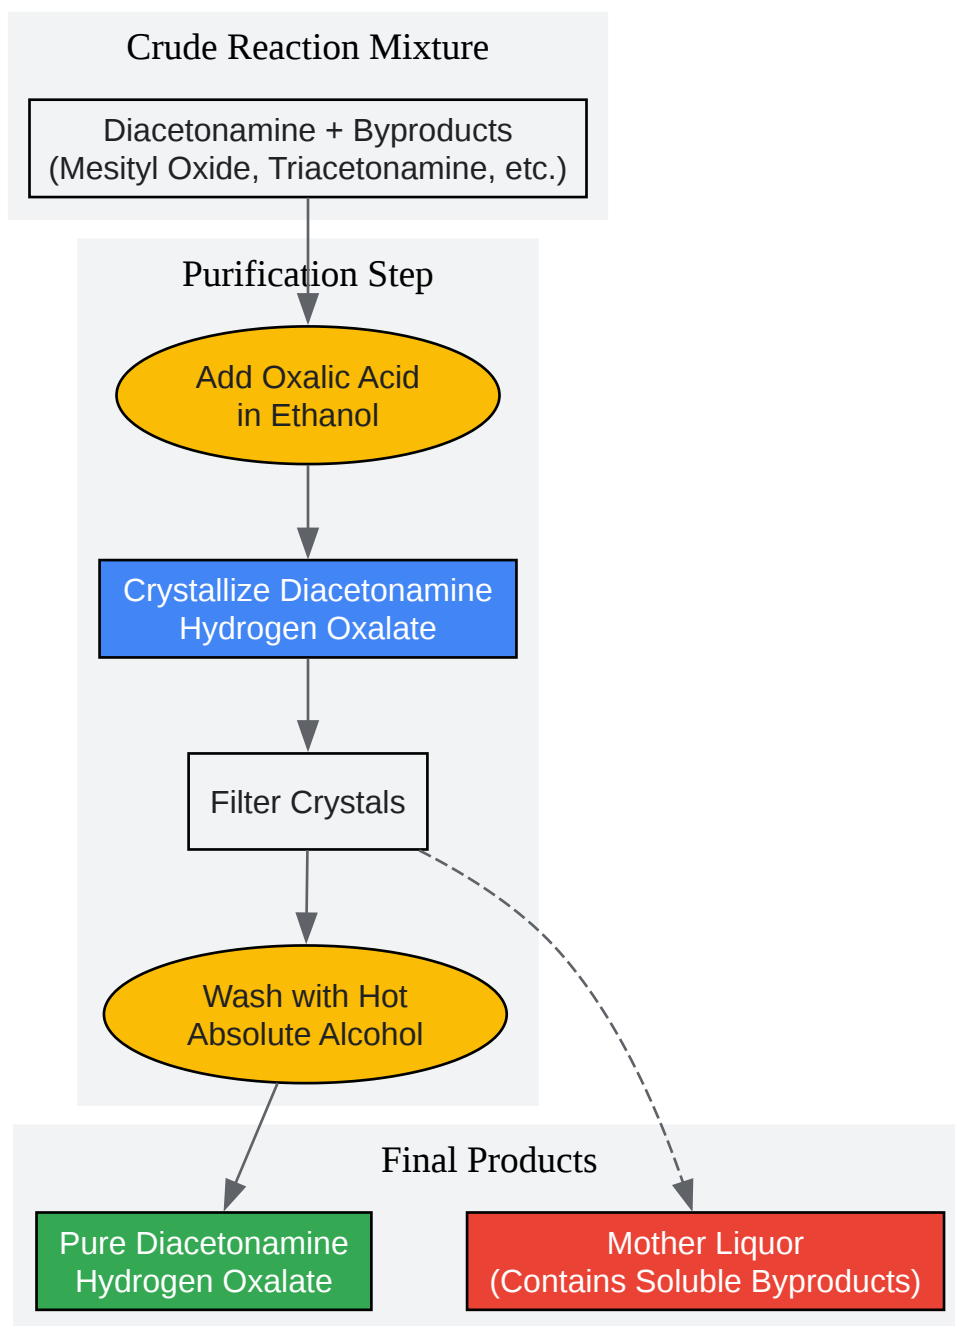 Crude Reaction Mixture
Diacetonamine + Byproducts
(Mesityl Oxide, Triacetonamine, etc.)
Purification Step
Add Oxalic Acid
in Ethanol
Crystallize Diacetonamine
Hydrogen Oxalate
Filter Crystals
Wash with Hot
Absolute Alcohol
Final Products
Pure Diacetonamine
Hydrogen Oxalate
Mother Liquor
(Contains Soluble Byproducts)